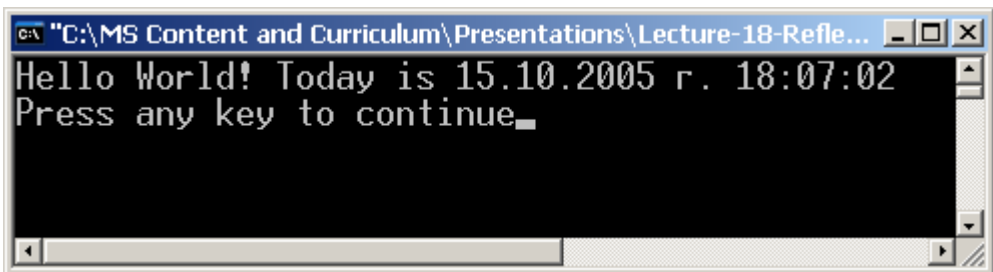 "C:\MS Content and Curriculum\Presentations\Lecture-18-Refle...
Hello World! Today is 15.10.2005 г. 18:07:02
Press any key to continue